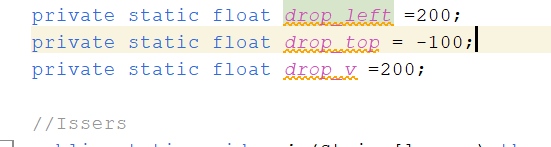 private static float drop_left =200;
private static float drop_top = -100;
private static float drop_v =200;
//Issers